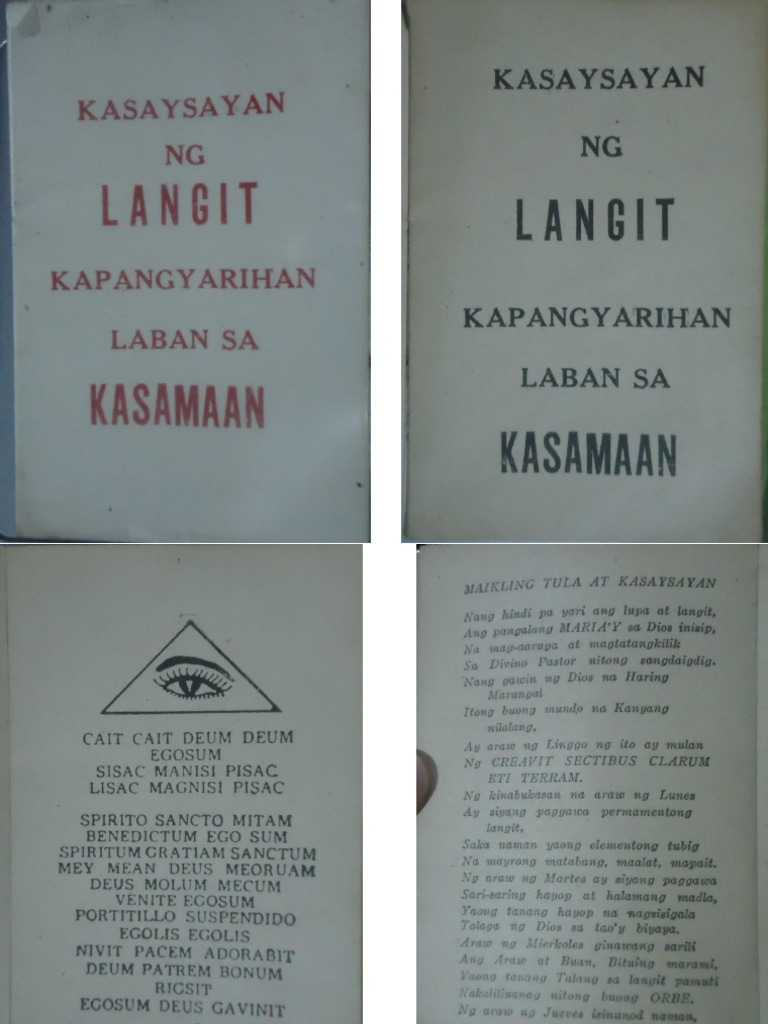 KASAYSAYAN
NG
LANGIT
KAPANGYARIHAN
LABAN SA
KASAMAAN
KASAYSAYAN
NG
LANGIT
KAPANGYARIHAN
LABAN SA
KASAMAAN
CAIT CAIT DEUM DEUM
EGOSUM
SISAC MANISI PISAC
LISAC MAGNISI PISAC
SPIRITO SANCTO MITAM
BENEDICTUM EGO SUM
SPIRITUM GRATIAM SANCTUM
MEY MEAN DEUS MEORUAM
DEUS MOLUM MECUM
VENITE EGOSUM
PORTITILLO SUSPENDIDO
EGOLIS EGOLIS
NIVIT PACEM ADORABIT
DEUM PATREM BONUM
RIGSIT
EGOSUM DEUS GAVINIT
MAIKLING TULA AT KASAYSAYAN
Nang hindi pa yari ang lupa at langit,
Ang pangalang MARIA'Y sa Dios inisip,
Na mag-aaruga at magtatangkilik
Sa Divino Pastor nitong sangdaigdig.
Nang gawin ng Dios na Haring
Marangal
Itong buong mundo na Kanyang
nilalang,
Ay araw ng Linggo ng ito ay mulan
Ng CREAVIT SECTIBUS CLARUM
ETI TERRAM.
Ng kinabukasan na araw ng Lunes
Ay siyang paggawa permamentong
langit,
Saka naman yaong elementong tubig
Na mayrong matabang, maalat, mapait.
Ng araw ng Martes ay siyang paggawa
Sari-saring hayop at halamang madla,
Yaong tanang hayop na nagsisigala
Talaga ng Dios sa tao'y biyaya.
Araw ng Mierkoles ginawang sarili
Ang Araw at Buan, Bituing marami,
Yaong tanang Talang sa langit pamuti
Nakaliliwanag nitong buong ORBE.
Ng araw ng Jueves isinunod naman,